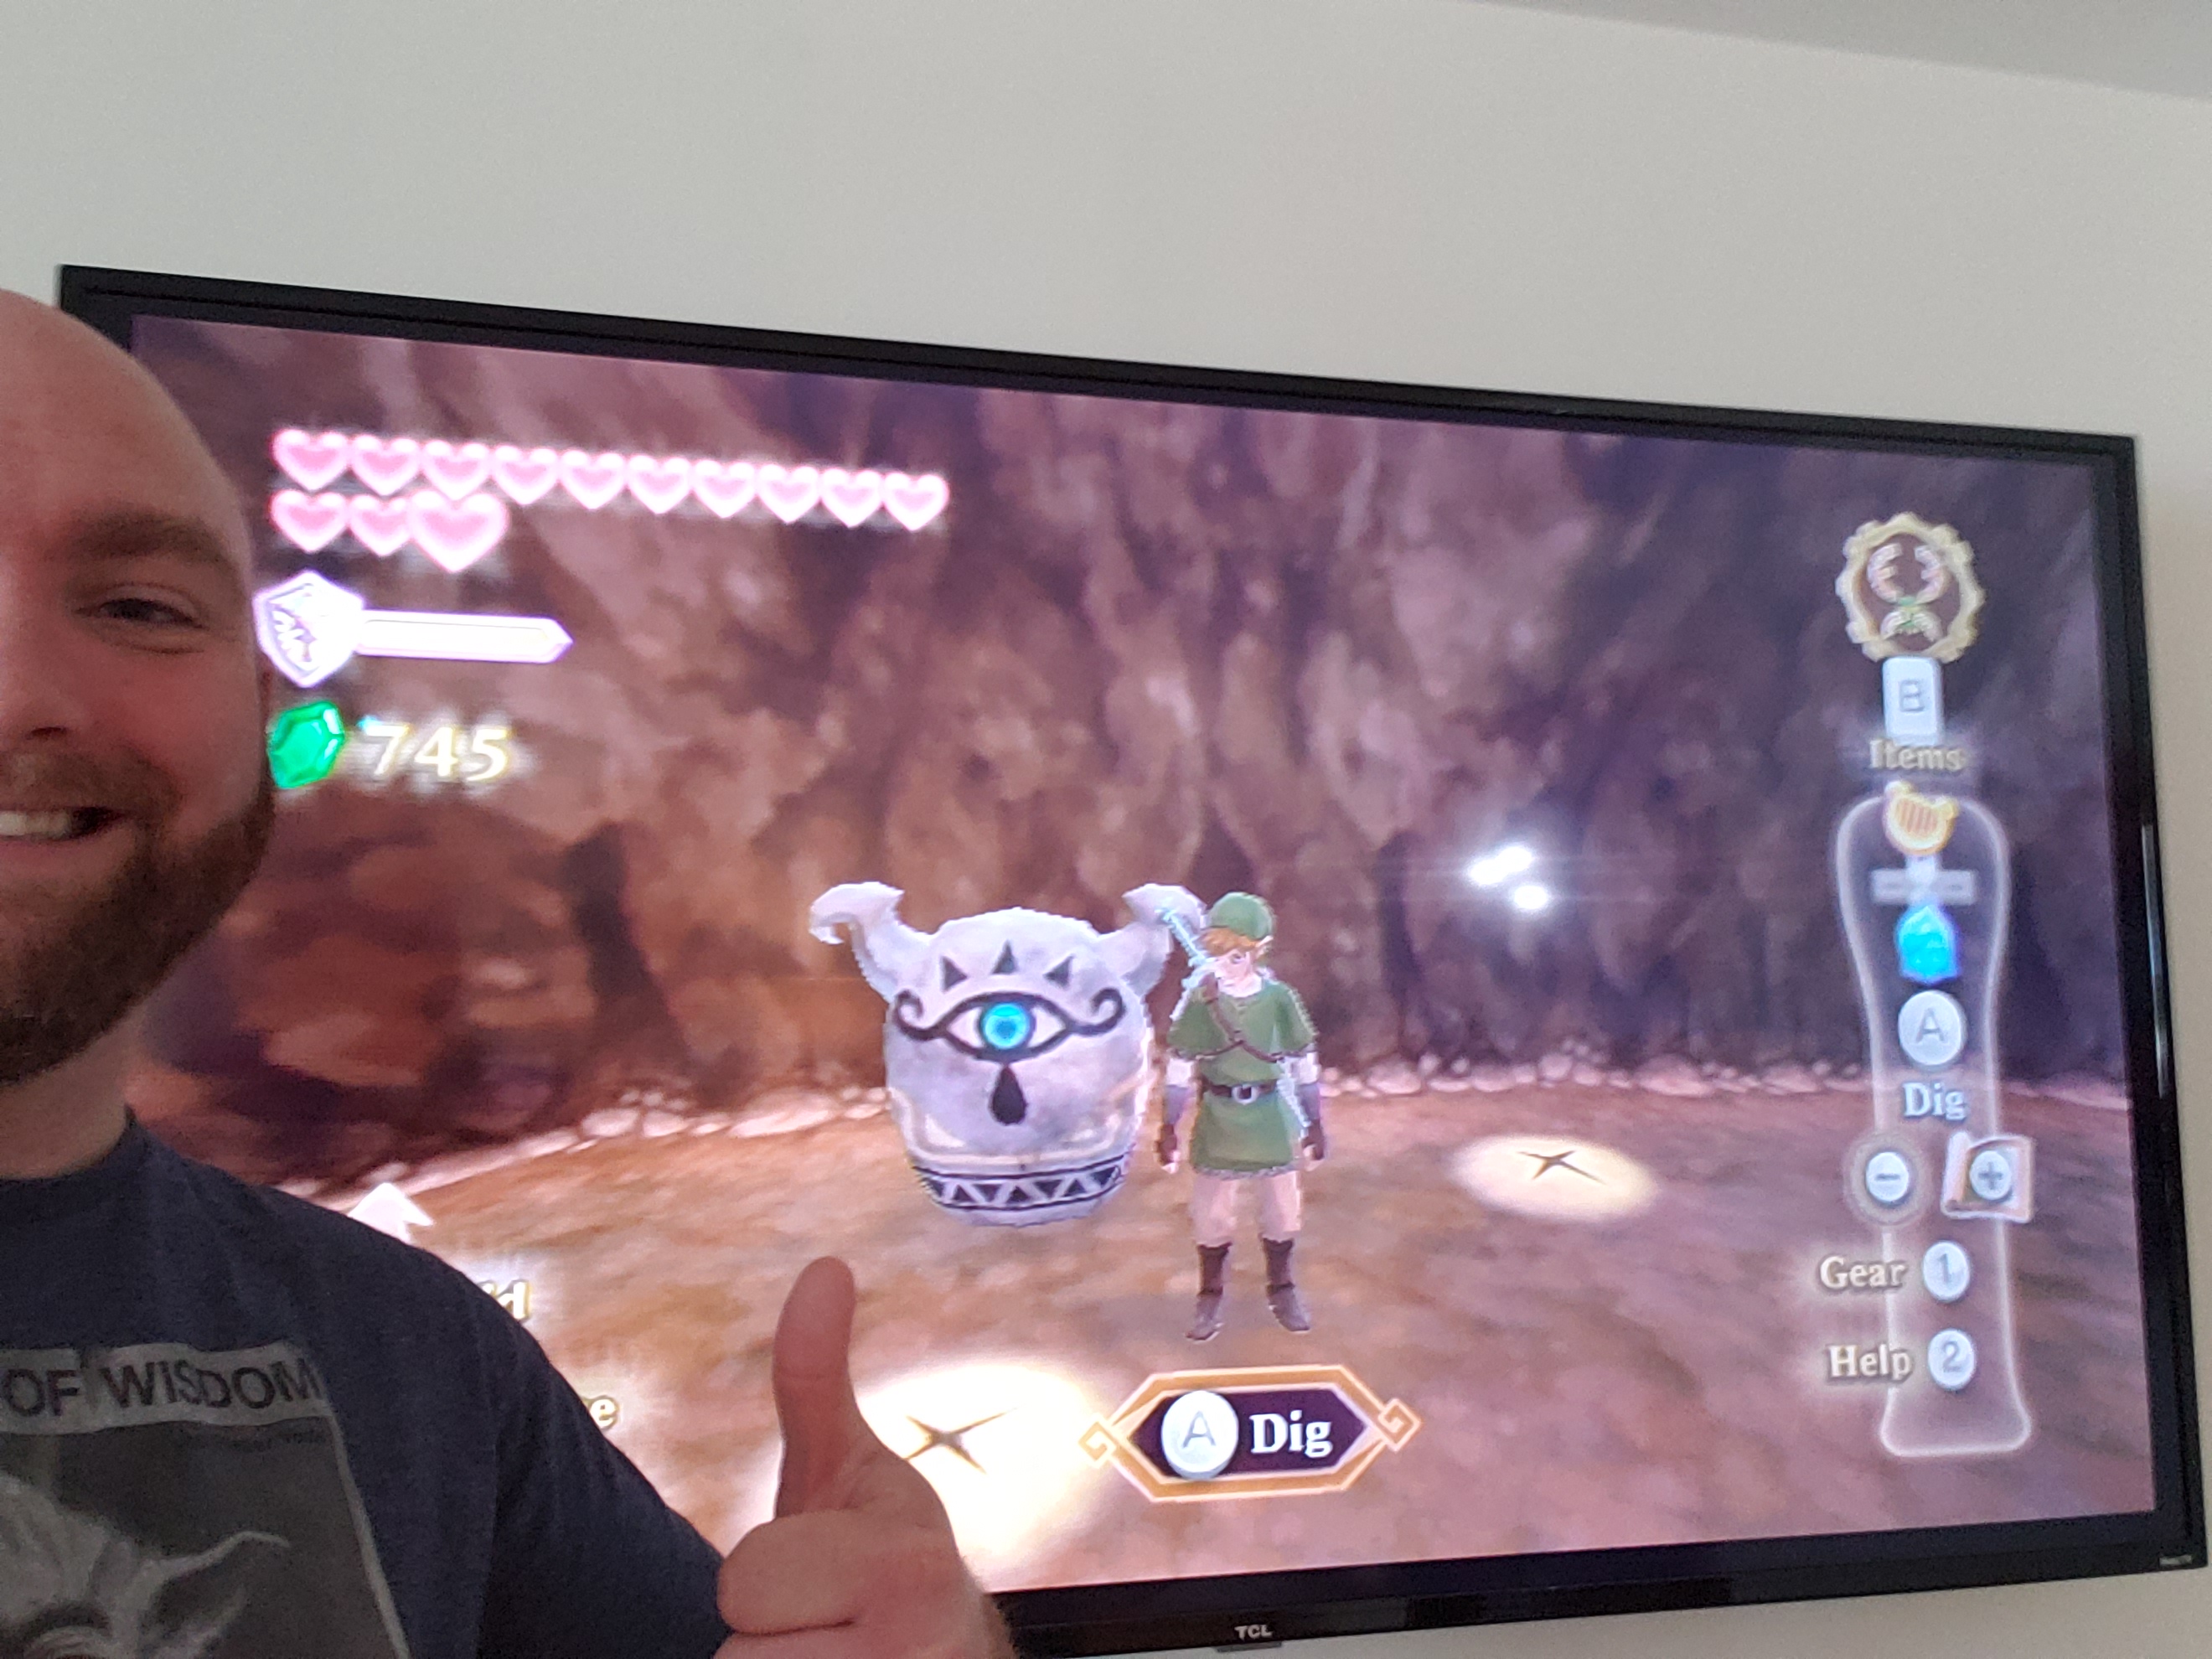 745
B
Items
A
Dig
-
+
Gear 1
Help 2
A Dig
OF WISDOM
TCL